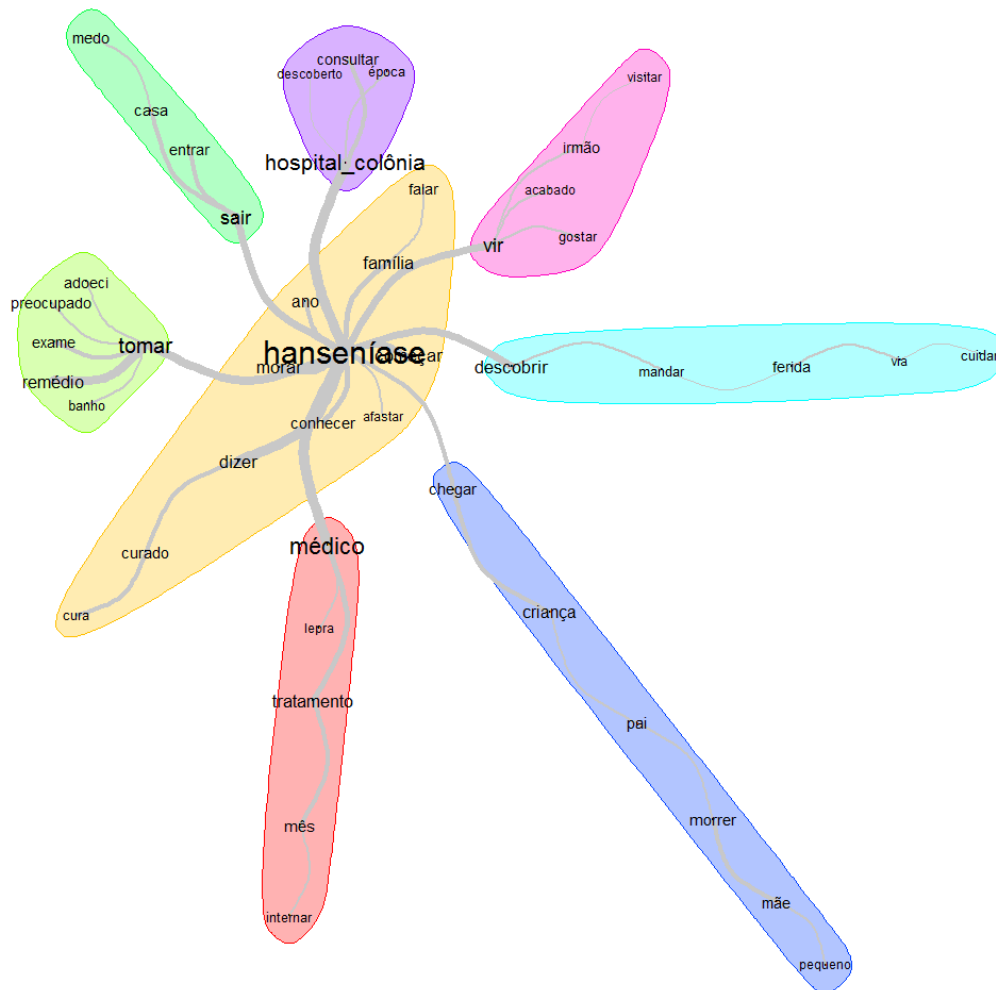 medo
casa
entrar
sair
consultar
descoberto
época
hospital_colônia
visitar
irmão
acabado
gostar
vir
falar
família
ano
hanseníase
começar
morar
conhecer
afastar
dizer
curado
cura
adoeci
preocupado
exame
tomar
remédio
banho
descobrir
mandar
ferida
vira
cuidar
chegar
criança
pai
morrer
mãe
pequeno
médico
lepra
tratamento
mês
internar